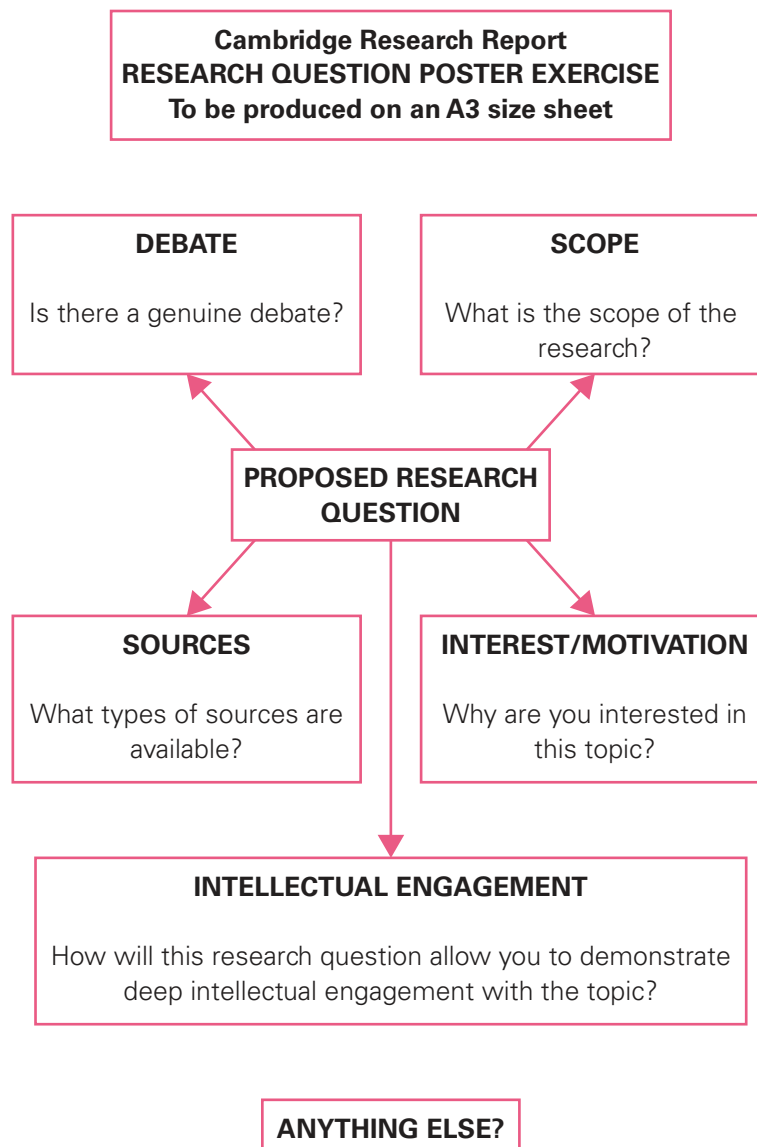 Cambridge Research Report
RESEARCH QUESTION POSTER EXERCISE
To be produced on an A3 size sheet
DEBATE
Is there a genuine debate?
SCOPE
What is the scope of the
research?
PROPOSED RESEARCH
QUESTION
SOURCES
What types of sources are
available?
INTEREST/MOTIVATION
Why are you interested in
this topic?
INTELLECTUAL ENGAGEMENT
How will this research question allow you to demonstrate
deep intellectual engagement with the topic?
ANYTHING ELSE?